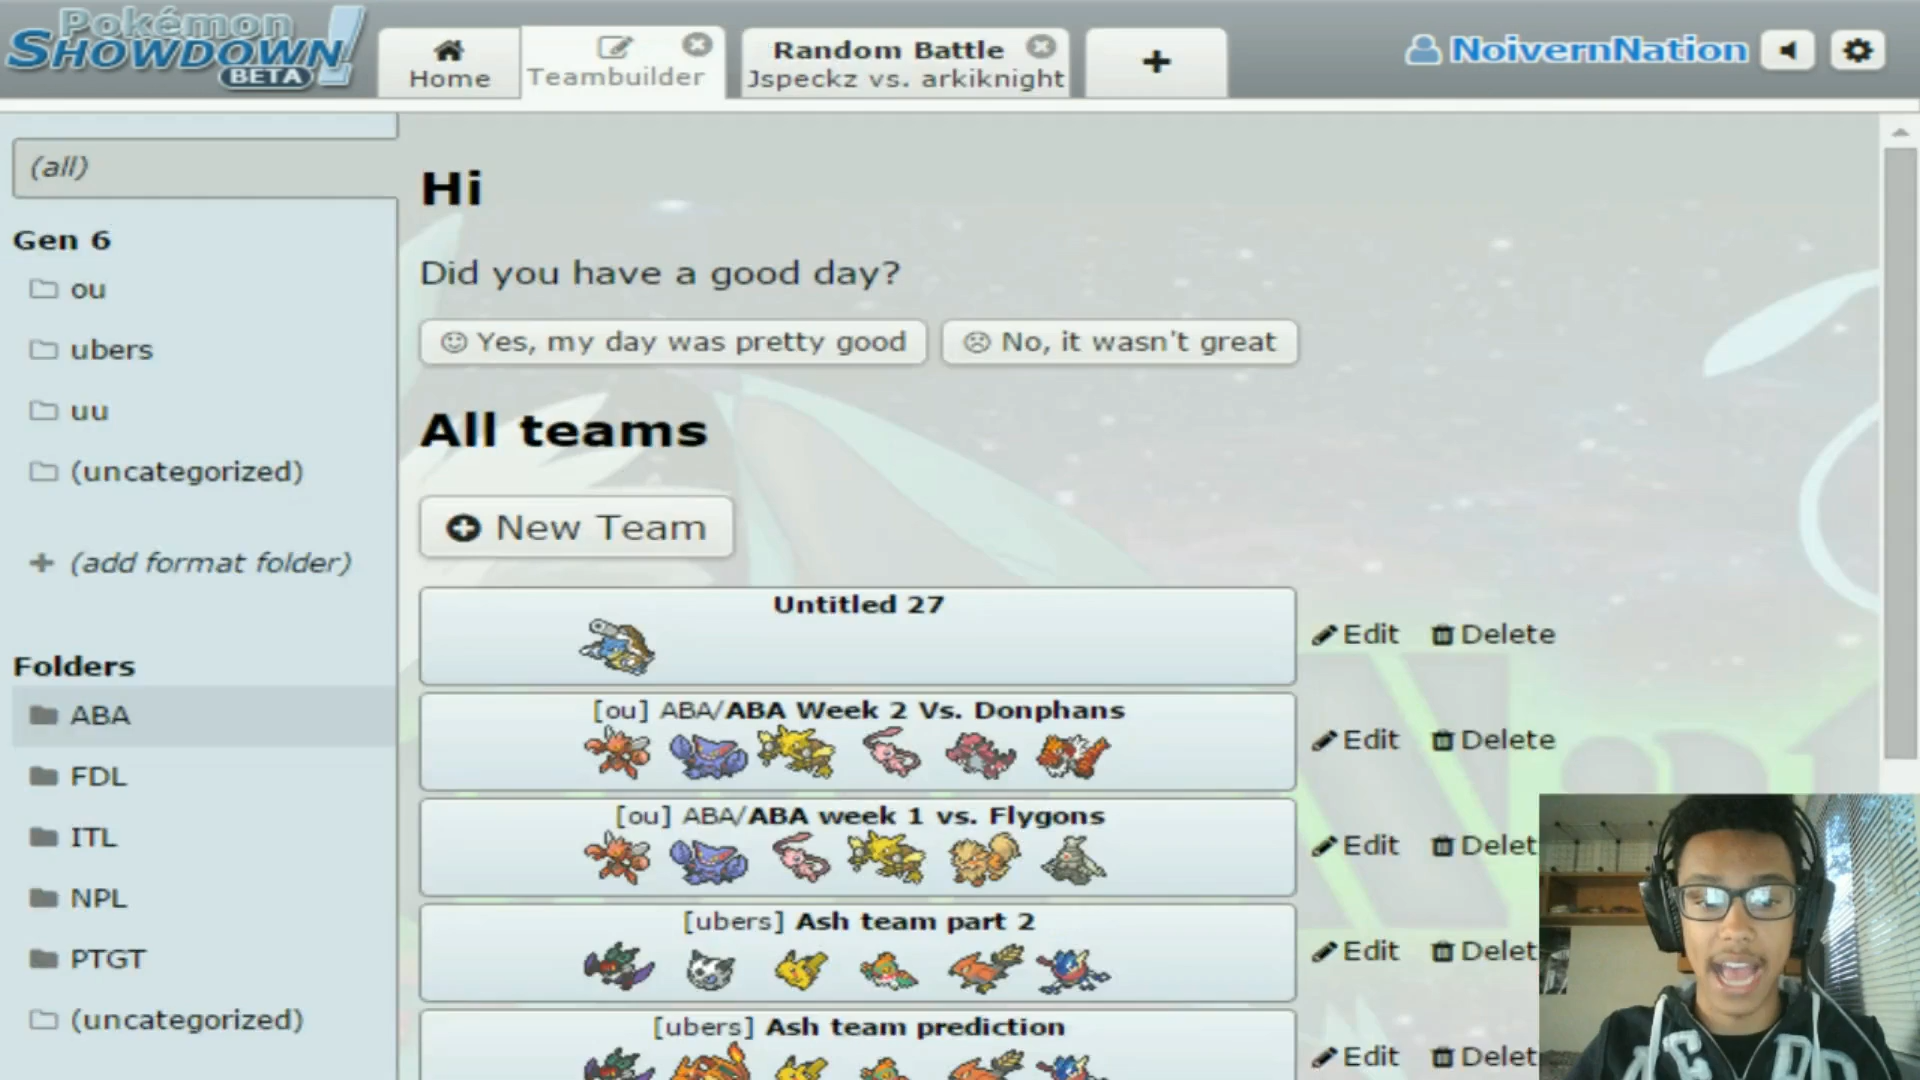 Pokémon
SHOWDOWN!
BETA
Home
Teambuilder
Random Battle
Jspeckz vs. arkiknight
NoivernNation
(all)
Gen 6
ou
ubers
uu
(uncategorized)
(add format folder)
Folders
ABA
FDL
ITL
NPL
PTGT
(uncategorized)
Hi
Did you have a good day?
Yes, my day was pretty good
No, it wasn't great
All teams
New Team
Untitled 27
Edit Delete
[ou] ABA/ABA Week 2 Vs. Donphans
Edit Delete
[ou] ABA/ABA week 1 vs. Flygons
Edit Delet
[ubers] Ash team part 2
Edit Delet
[ubers] Ash team prediction
Edit Delet